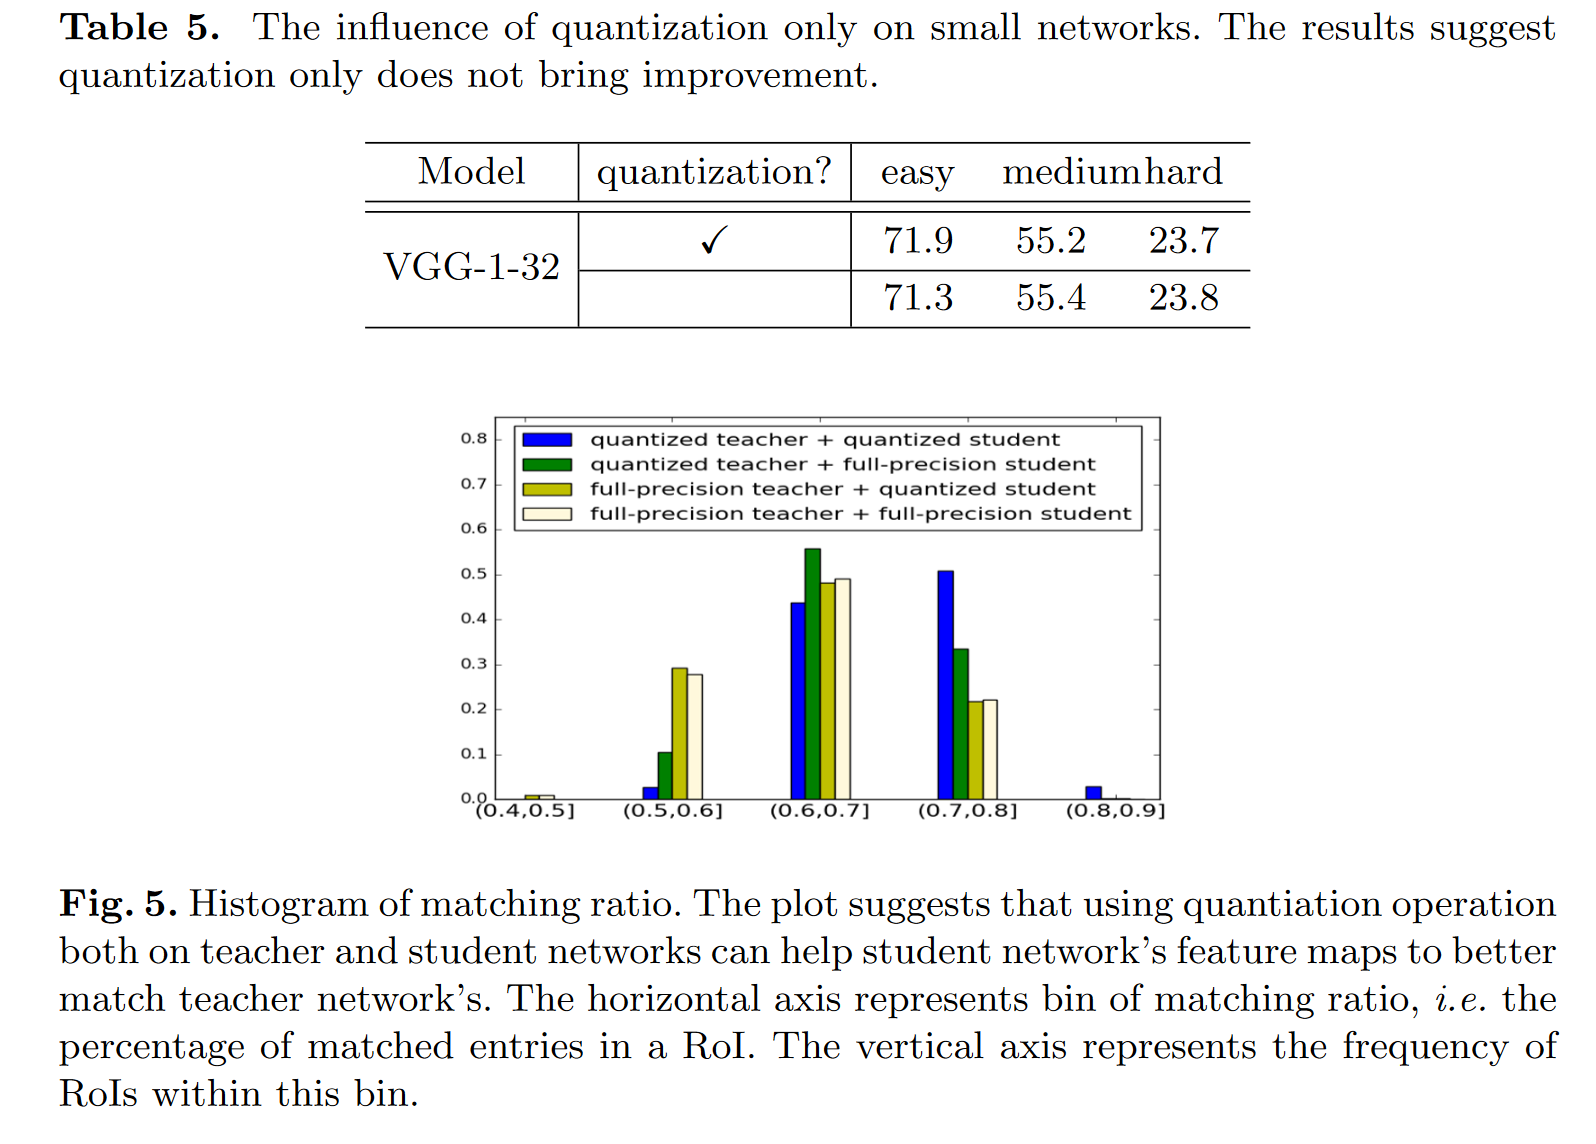 Table 5. The influence of quantization only on small networks. The results suggest
quantization only does not bring improvement.
Model quantization? easy mediumhard
VGG-1-32 ✓ 71.9 55.2 23.7
71.3 55.4 23.8
0.8
0.7
0.6
0.5
0.4
0.3
0.2
0.1
0.0
quantized teacher + quantized student
quantized teacher + full-precision student
full-precision teacher + quantized student
full-precision teacher + full-precision student
(0.4,0.5] (0.5,0.6] (0.6,0.7] (0.7,0.8] (0.8,0.9]
Fig. 5. Histogram of matching ratio. The plot suggests that using quantiation operation
both on teacher and student networks can help student network's feature maps to better
match teacher network's. The horizontal axis represents bin of matching ratio, i.e. the
percentage of matched entries in a RoI. The vertical axis represents the frequency of
RoIs within this bin.